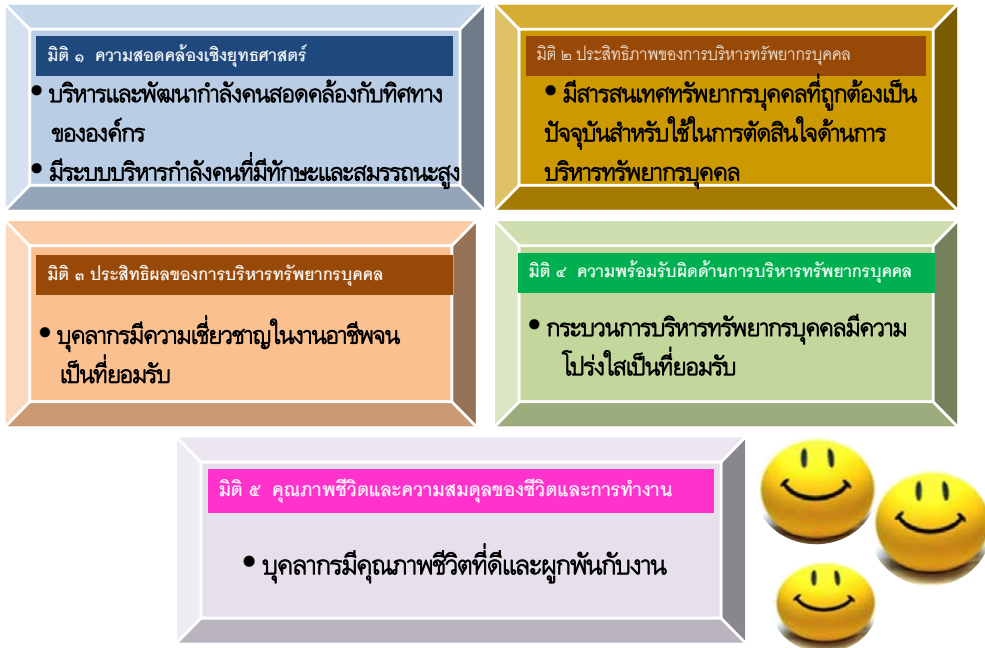 มิติ ๑ ความสอดคล้องเชิงยุทธศาสตร์
• บริหารและพัฒนากำลังคนสอดคล้องกับทิศทาง
ขององค์กร
• มีระบบบริหารกำลังคนที่มีทักษะและสมรรถนะสูง
มิติ ๒ ประสิทธิภาพของการบริหารทรัพยากรบุคคล
• มีสารสนเทศทรัพยากรบุคคลที่ถูกต้องเป็น
ปัจจุบันสำหรับใช้ในการตัดสินใจด้านการ
บริหารทรัพยากรบุคคล
มิติ ๓ ประสิทธิผลของการบริหารทรัพยากรบุคคล
• บุคลากรมีความเชี่ยวชาญในงานอาชีพจน
เป็นที่ยอมรับ
มิติ ๔ ความพร้อมรับผิดด้านการบริหารทรัพยากรบุคคล
• กระบวนการบริหารทรัพยากรบุคคลมีความ
โปร่งใสเป็นที่ยอมรับ
มิติ ๕ คุณภาพชีวิตและความสมดุลของชีวิตและการทำงาน
• บุคลากรมีคุณภาพชีวิตที่ดีและผูกพันกับงาน